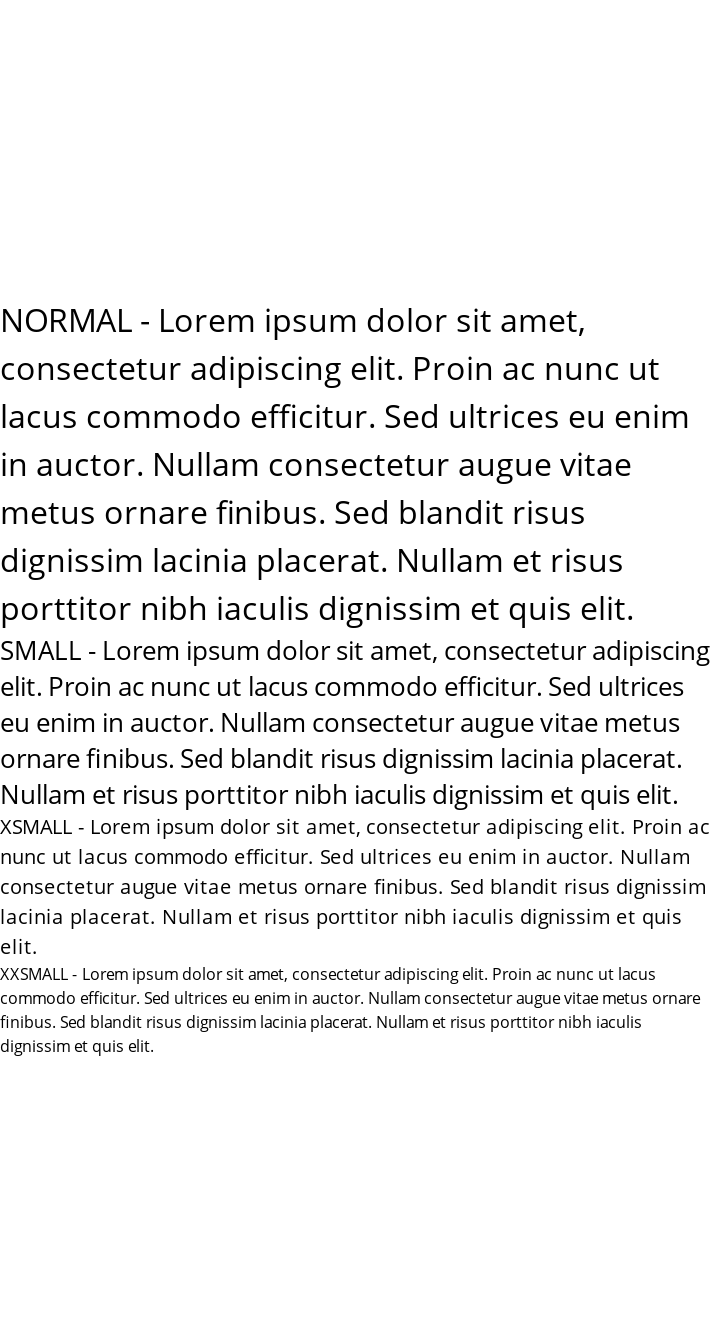 NORMAL - Lorem ipsum dolor sit amet,
consectetur adipiscing elit. Proin ac nunc ut
lacus commodo efficitur. Sed ultrices eu enim
in auctor. Nullam consectetur augue vitae
metus ornare finibus. Sed blandit risus
dignissim lacinia placerat. Nullam et risus
porttitor nibh iaculis dignissim et quis elit.
SMALL - Lorem ipsum dolor sit amet, consectetur adipiscing
elit. Proin ac nunc ut lacus commodo efficitur. Sed ultrices
eu enim in auctor. Nullam consectetur augue vitae metus
ornare finibus. Sed blandit risus dignissim lacinia placerat.
Nullam et risus porttitor nibh iaculis dignissim et quis elit.
XSMALL - Lorem ipsum dolor sit amet, consectetur adipiscing elit. Proin ac
nunc ut lacus commodo efficitur. Sed ultrices eu enim in auctor. Nullam
consectetur augue vitae metus ornare finibus. Sed blandit risus dignissim
lacinia placerat. Nullam et risus porttitor nibh iaculis dignissim et quis
elit.
XXSMALL - Lorem ipsum dolor sit amet, consectetur adipiscing elit. Proin ac nunc ut lacus
commodo efficitur. Sed ultrices eu enim in auctor. Nullam consectetur augue vitae metus ornare
finibus. Sed blandit risus dignissim lacinia placerat. Nullam et risus porttitor nibh iaculis
dignissim et quis elit.